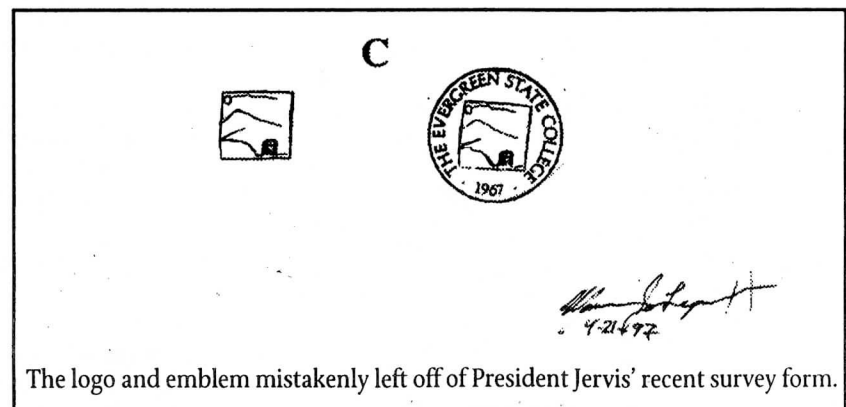 C
THE EVERGREEN STATE COLLEGE
· 1967 ·
4-21-97
The logo and emblem mistakenly left off of President Jervis' recent survey form.